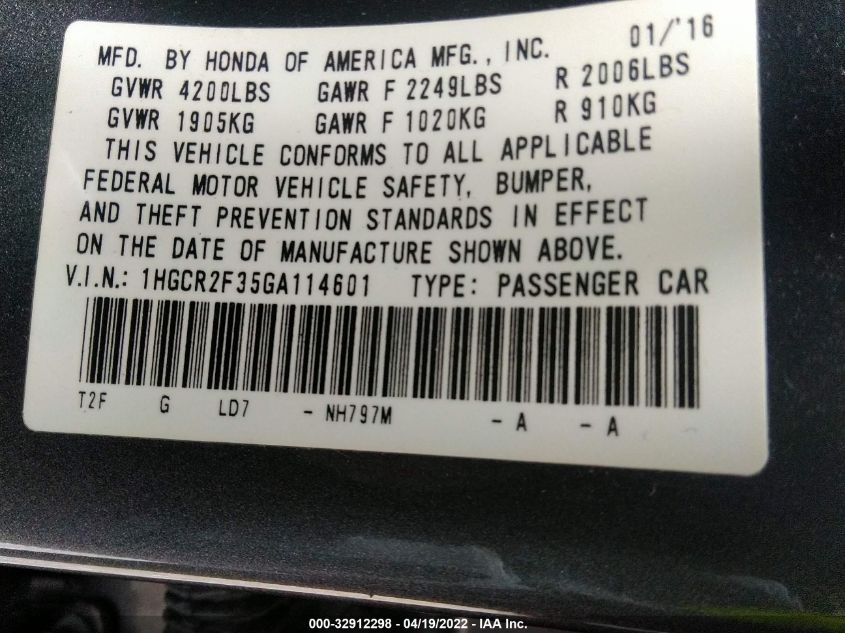 MFD. BY HONDA OF AMERICA MFG., INC. 01/'16
GVWR 4200LBS GAWR F 2249LBS R 2006LBS
GVWR 1905KG GAWR F 1020KG R 910KG
THIS VEHICLE CONFORMS TO ALL APPLICABLE
FEDERAL MOTOR VEHICLE SAFETY, BUMPER,
AND THEFT PREVENTION STANDARDS IN EFFECT
ON THE DATE OF MANUFACTURE SHOWN ABOVE.
V.I.N.: 1HGCR2F35GA114601 TYPE: PASSENGER CAR
T2F G LD7 - NH797M - A - A
000-32912298 - 04/19/2022 - IAA Inc.